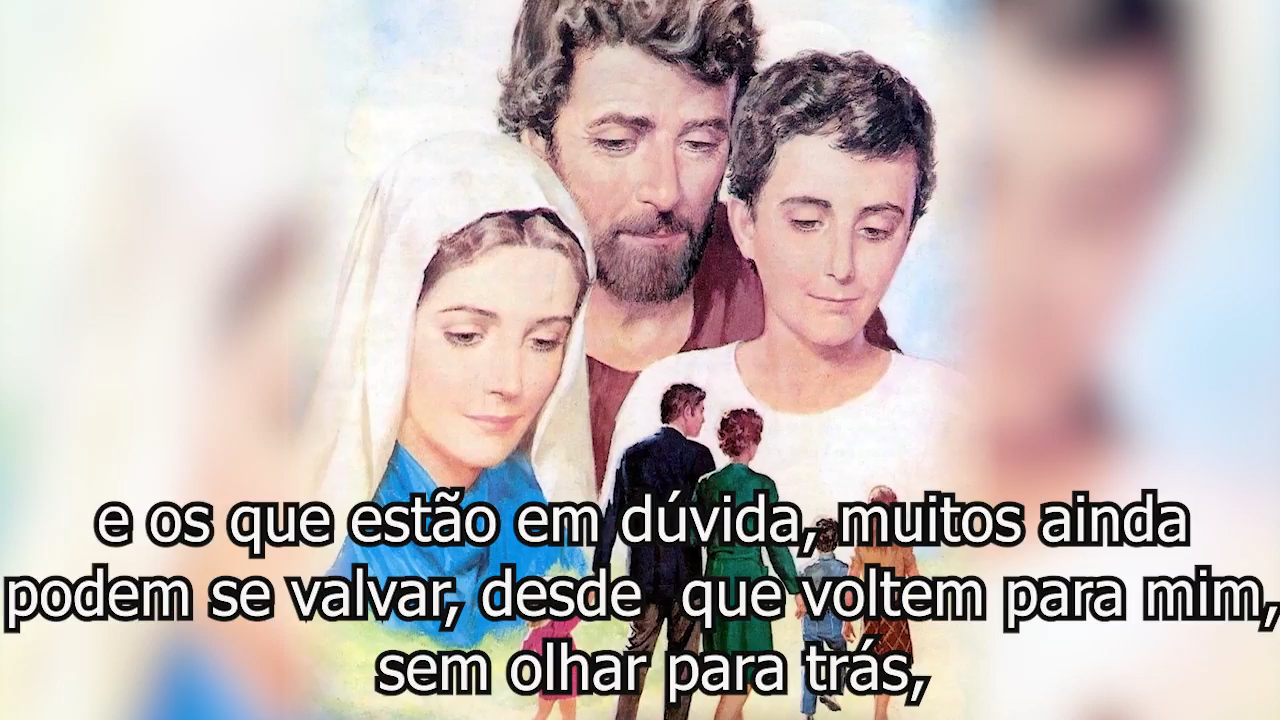 e os que estão em dúvida, muitos ainda
podem se valvar, desde  que voltem para mim,
sem olhar para trás,